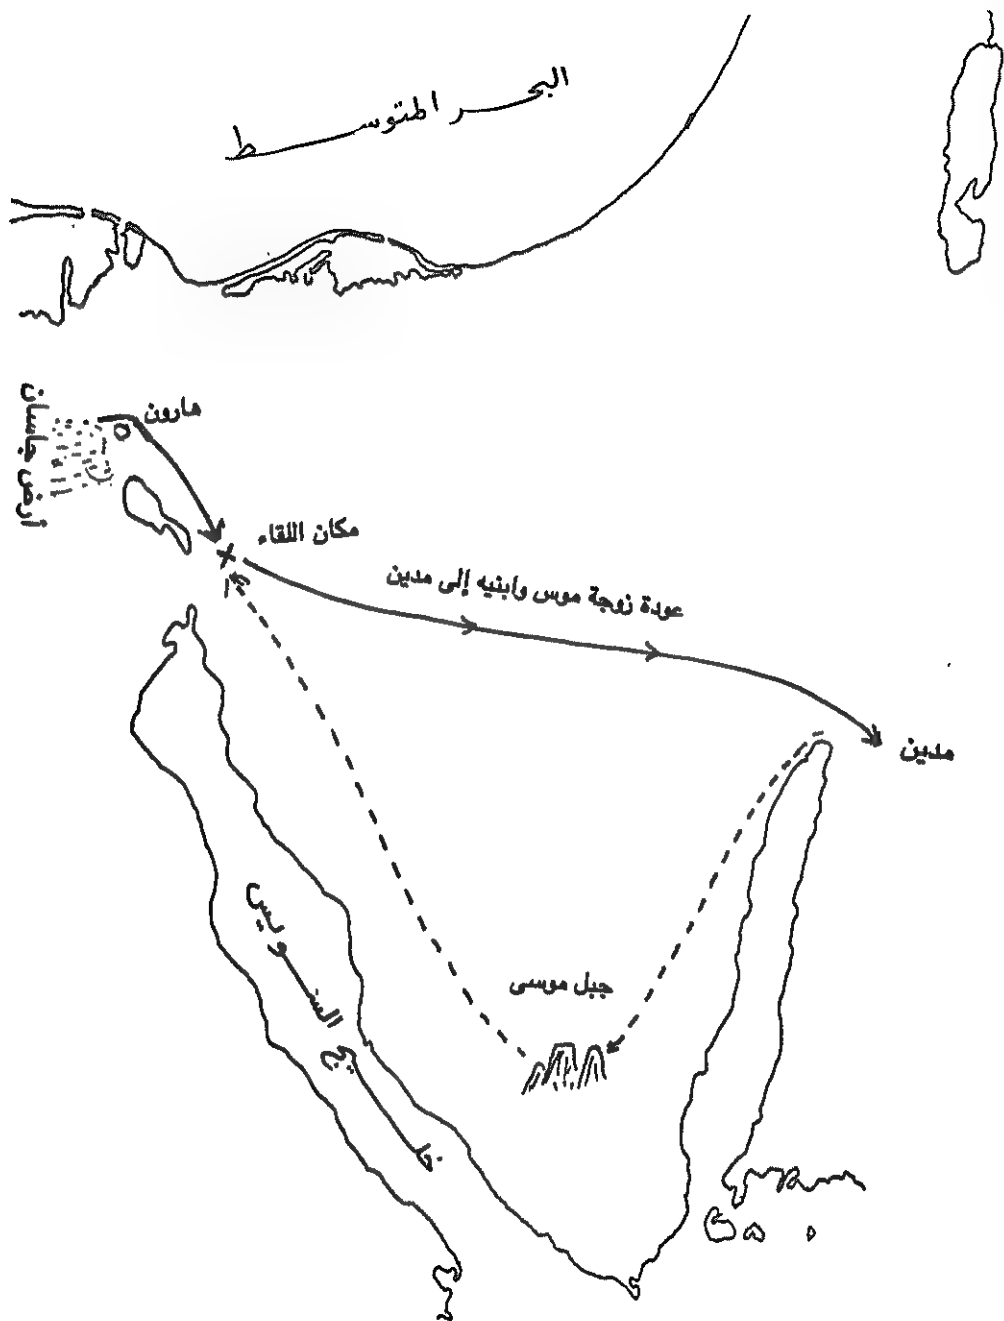 البحر المتوسط
أرض جاسان
هارون
مكان اللقاء
عودة زوجة موس وابنيه إلى مدين
مدين
جبل موسى
خليج السويس